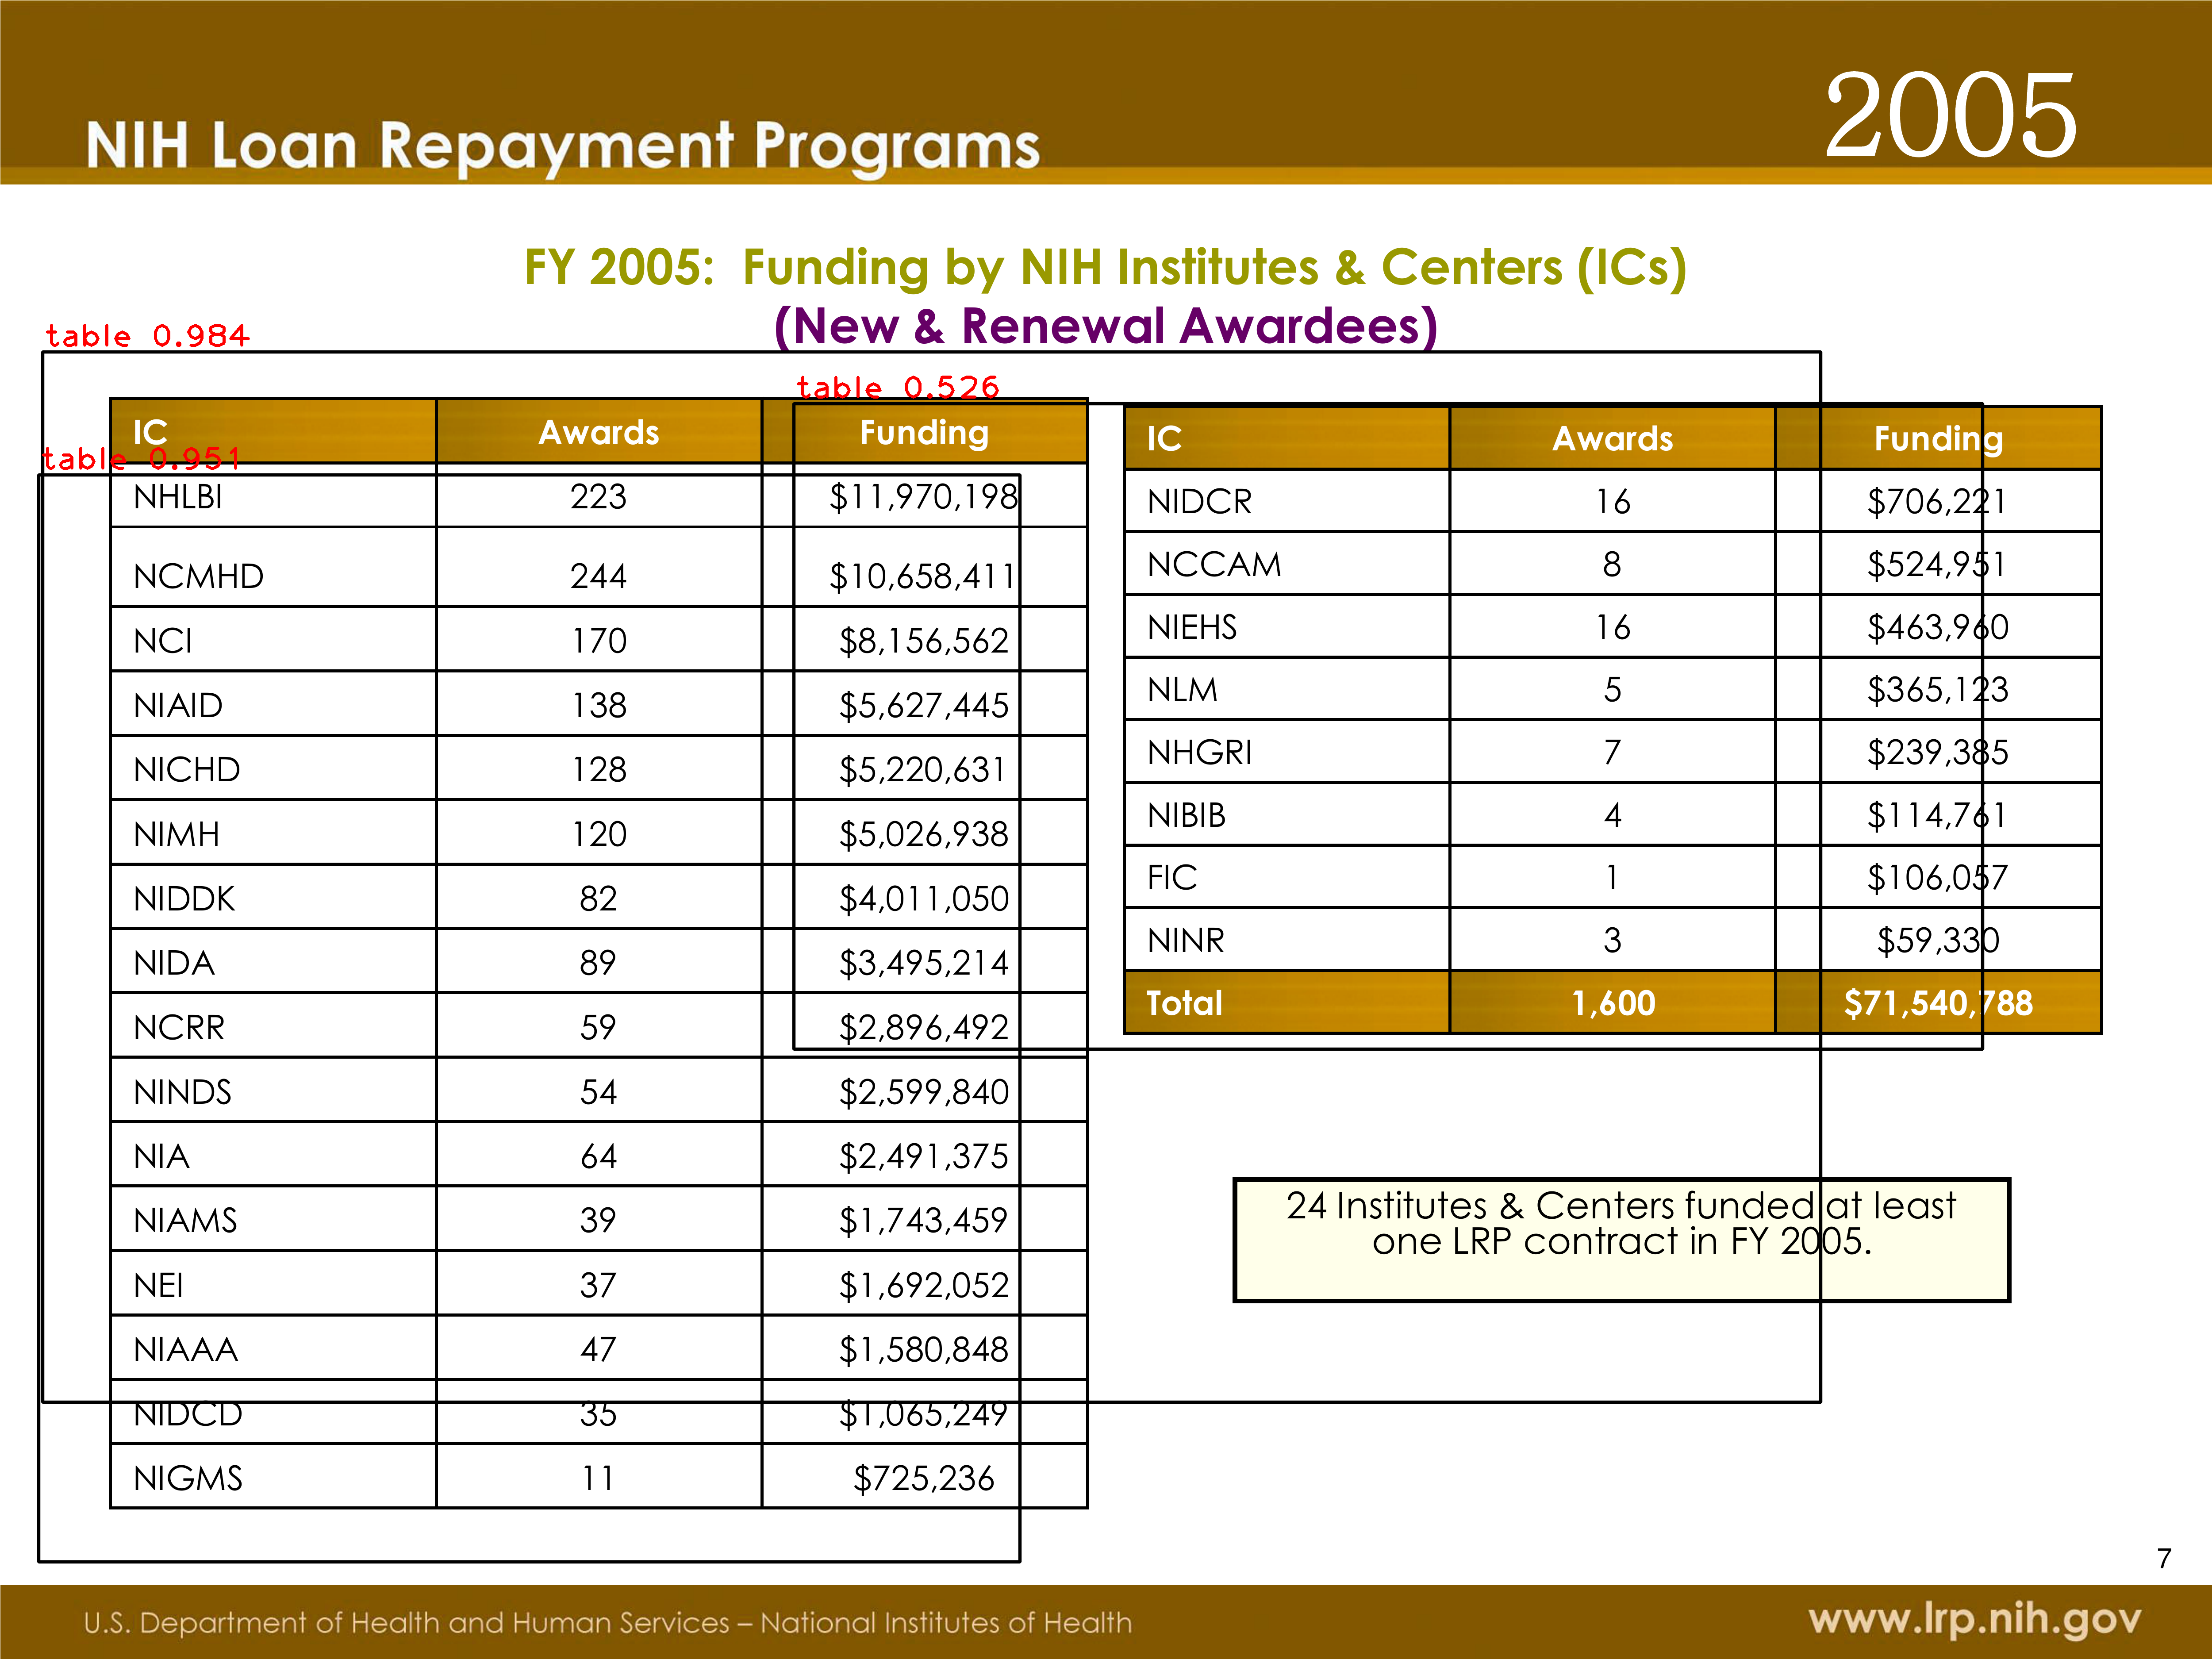 NIH Loan Repayment Programs
2005
FY 2005: Funding by NIH Institutes & Centers (ICs)
(New & Renewal Awardees)
table 0.984
table 0.526
table 0.951
IC Awards Funding
NHLBI 223 $11,970,198
NCMHD 244 $10,658,411
NCI 170 $8,156,562
NIAID 138 $5,627,445
NICHD 128 $5,220,631
NIMH 120 $5,026,938
NIDDK 82 $4,011,050
NIDA 89 $3,495,214
NCRR 59 $2,896,492
NINDS 54 $2,599,840
NIA 64 $2,491,375
NIAMS 39 $1,743,459
NEI 37 $1,692,052
NIAAA 47 $1,580,848
NIDCD 35 $1,065,249
NIGMS 11 $725,236
IC Awards Funding
NIDCR 16 $706,221
NCCAM 8 $524,951
NIEHS 16 $463,960
NLM 5 $365,123
NHGRI 7 $239,385
NIBIB 4 $114,761
FIC 1 $106,057
NINR 3 $59,330
Total 1,600 $71,540,788
24 Institutes & Centers funded at least
one LRP contract in FY 2005.
7
U.S. Department of Health and Human Services – National Institutes of Health
www.lrp.nih.gov